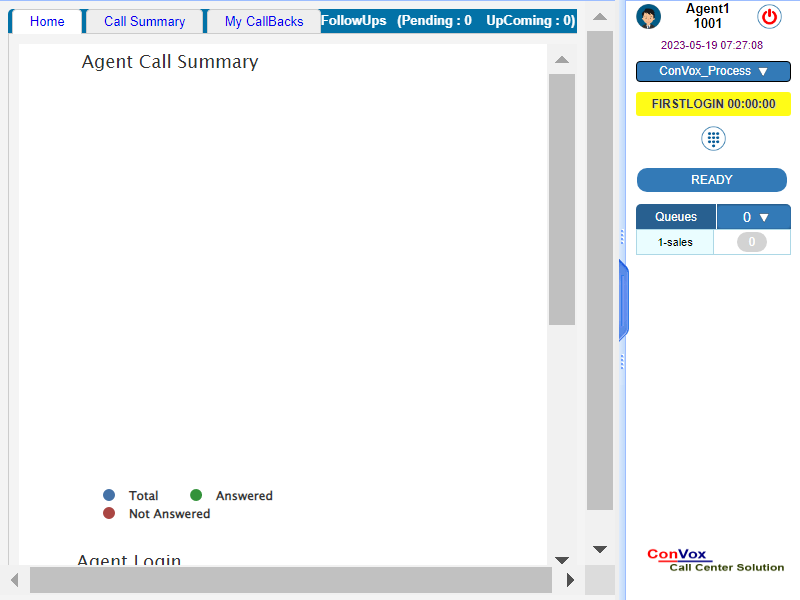 Home
Call Summary
My CallBacks
FollowUps (Pending : 0 UpComing : 0)
Agent Call Summary
Total
Answered
Not Answered
Agent Login
Agent1
1001
2023-05-19 07:27:08
ConVox_Process
FIRSTLOGIN 00:00:00
READY
Queues
0
1-sales
0
ConVox
Call Center Solution